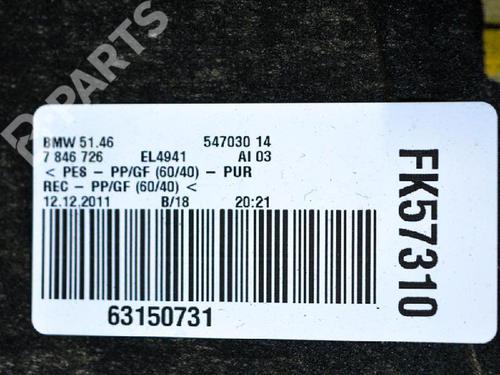 B-PARTS
BMW 51.46 547030 14
7 846 726 EL4941 AI 03
< PES - PP/GF (60/40) - PUR
REC - PP/GF (60/40) <
12.12.2011 B/18 20:21
63150731
FK57310